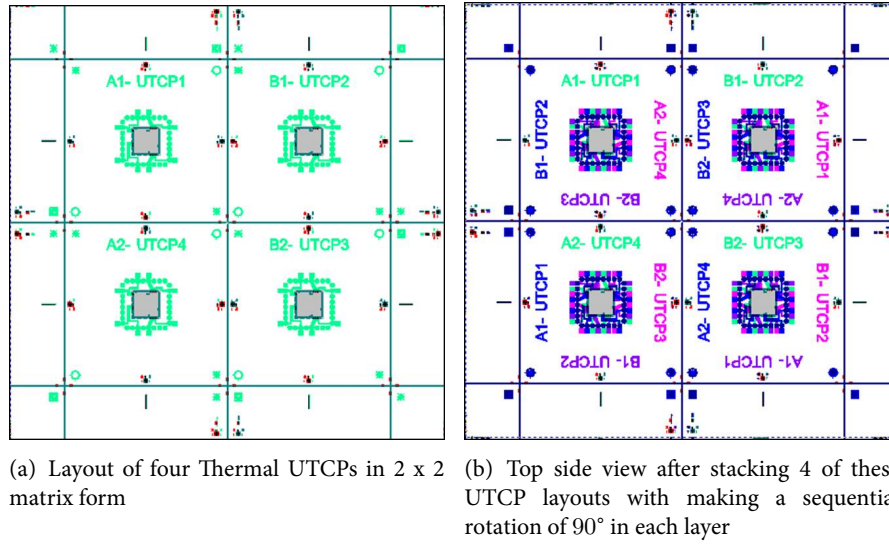 A1- UTCP1
B1- UTCP2
A2- UTCP4
B2- UTCP3
A1- UTCP1
B1- UTCP2
A2- UTCP4
B2- UTCP3
B1- UTCP2
B2- UTCP3
A2- UTCP4
A1- UTCP1
A2- UTCP4
B2- UTCP3
A1- UTCP1
B2- UTCP3
A2- UTCP4
B1- UTCP2
B1- UTCP2
A1- UTCP1
(a) Layout of four Thermal UTCPs in 2 x 2
matrix form
(b) Top side view after stacking 4 of thes
UTCP layouts with making a sequentia
rotation of 90° in each layer